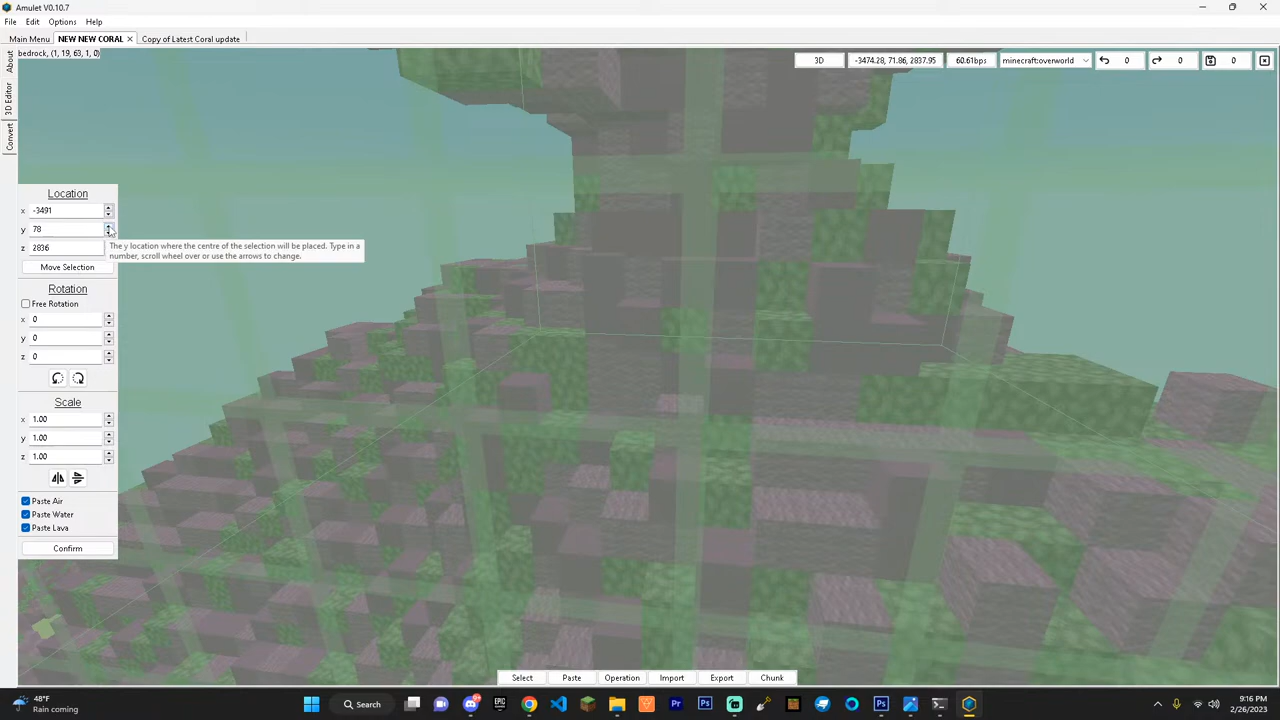 Amulet V0.10.7
File Edit Options Help
Main Menu NEW NEW CORAL Copy of Latest Coral update
bedrock, (1, 19, 63, 1, 0)
3D -3474.28, 71.86, 2837.95 60.61bps minecraft:overworld 0 0 0
About
3D Editor
Convert
Location
x -3491
y 78
z 2836
The y location where the centre of the selection will be placed. Type in a
number, scroll wheel over or use the arrows to change.
Move Selection
Rotation
Free Rotation
x 0
y 0
z 0
Scale
x 1.00
y 1.00
z 1.00
Paste Air
Paste Water
Paste Lava
Confirm
Select Paste Operation Import Export Chunk
48°F
Rain coming
Search
9:16 PM
2/26/2023